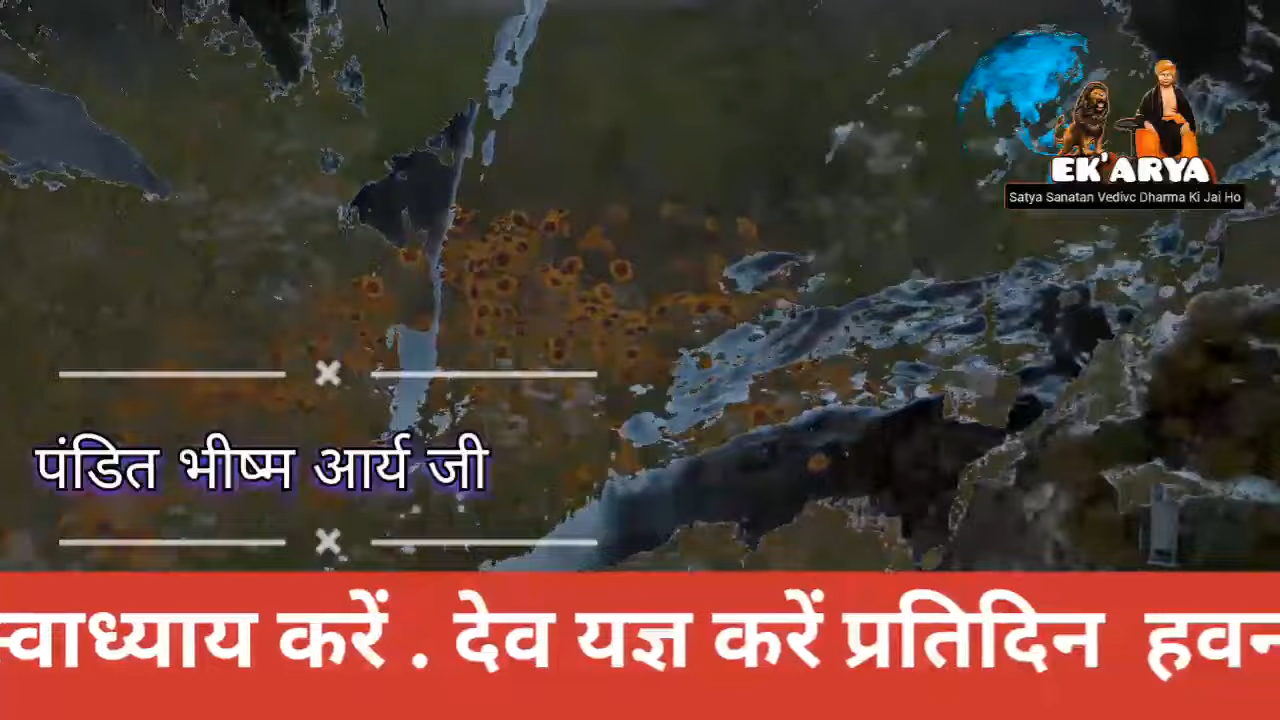 EK'ARYA
Satya Sanatan Vedivc Dharma Ki Jai Ho
पंडित भीष्म आर्य जी
स्वाध्याय करें . देव यज्ञ करें प्रतिदिन हवन